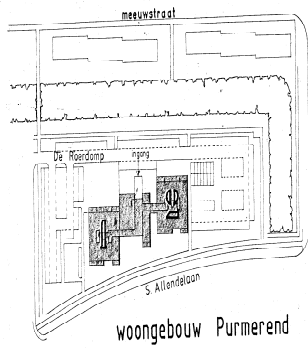 meeuwstraat
De Roerdomp
ingang
S. Allendelaan
woongebouw Purmerend